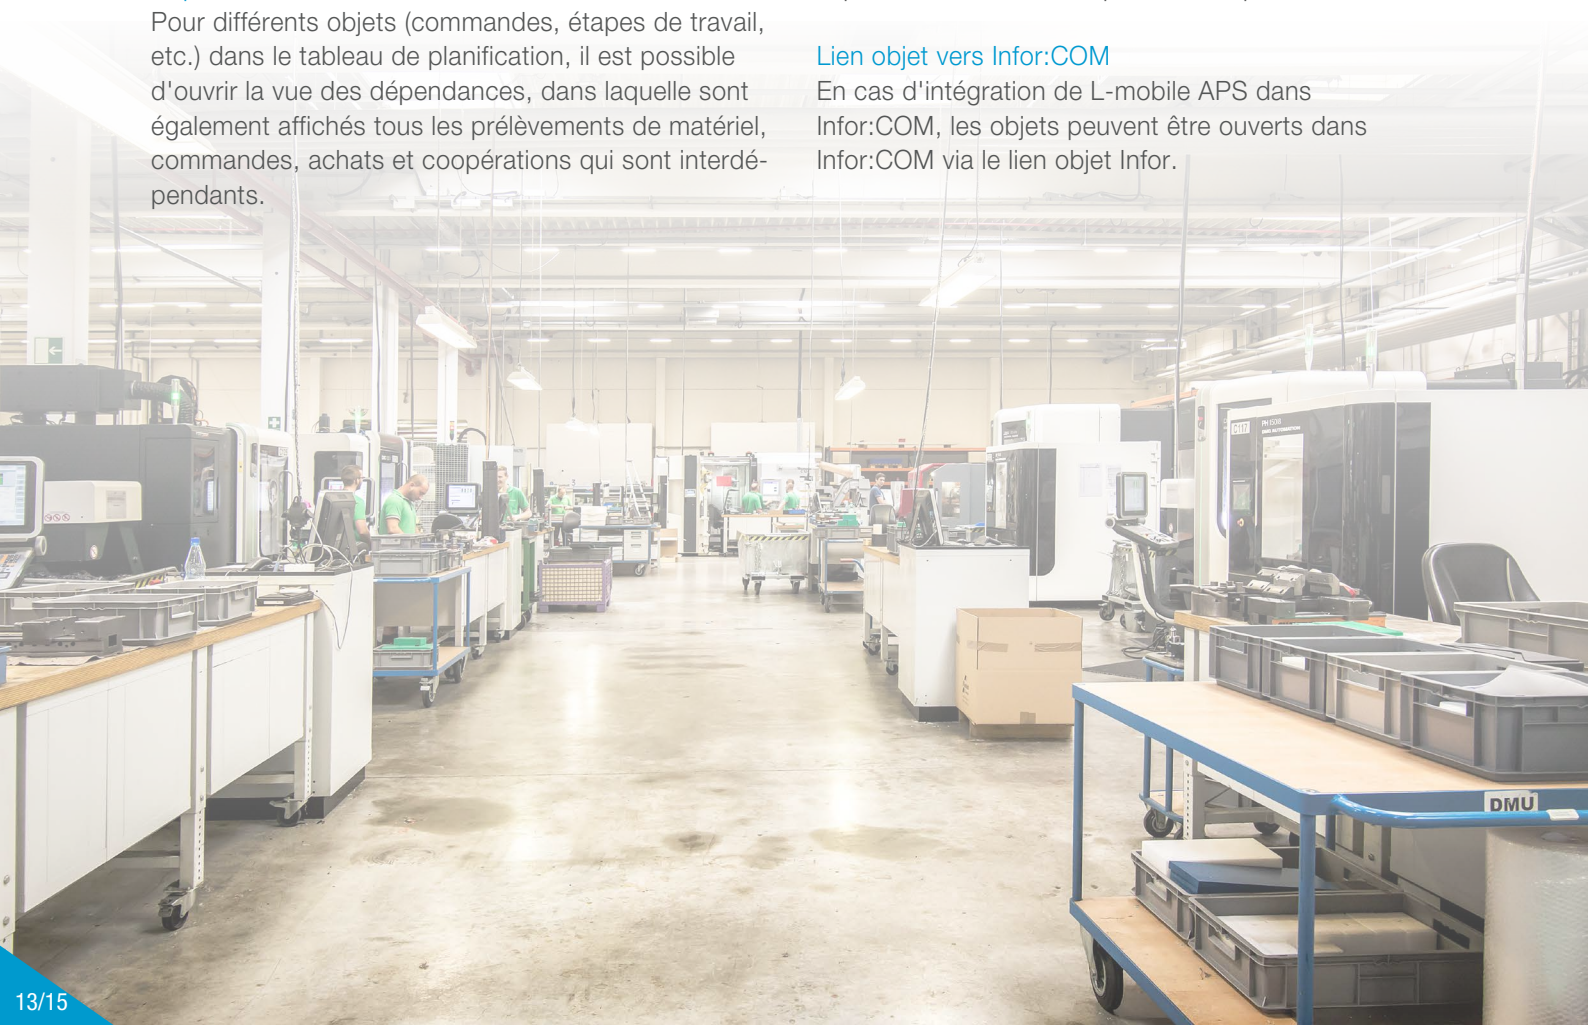 Pour différents objets (commandes, étapes de travail,
etc.) dans le tableau de planification, il est possible
d'ouvrir la vue des dépendances, dans laquelle sont
également affichés tous les prélèvements de matériel,
commandes, achats et coopérations qui sont interdé-
pendants.
Lien objet vers Infor:COM
En cas d'intégration de L-mobile APS dans
Infor:COM, les objets peuvent être ouverts dans
Infor:COM via le lien objet Infor.
C117
DMU
13/15